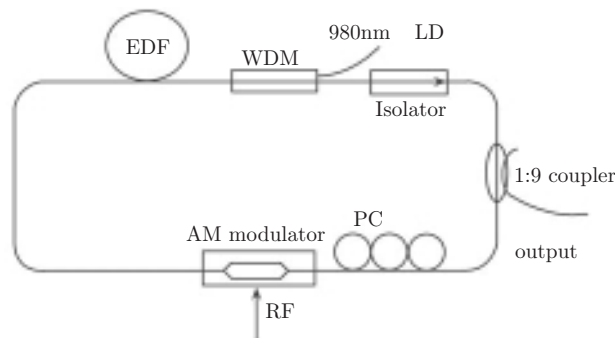 980nm LD
EDF
WDM
Isolator
1:9 coupler
PC
AM modulator
output
RF